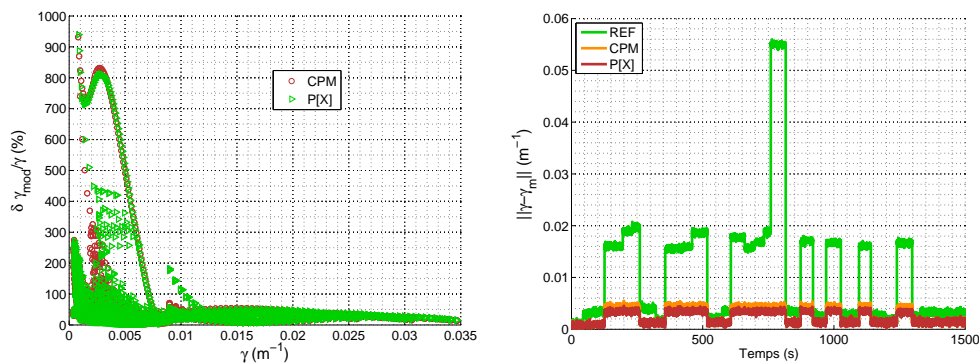 1000
900
800
700
600
500
400
300
200
100
0
δ γmod/γ (%)
CPM
P[X]
0 0.005 0.01 0.015 0.02 0.025 0.03 0.035
γ (m⁻¹)
0.06
0.05
0.04
0.03
0.02
0.01
0
||γ−γm|| (m⁻¹)
REF
CPM
P[X]
0 500 1000 1500
Temps (s)